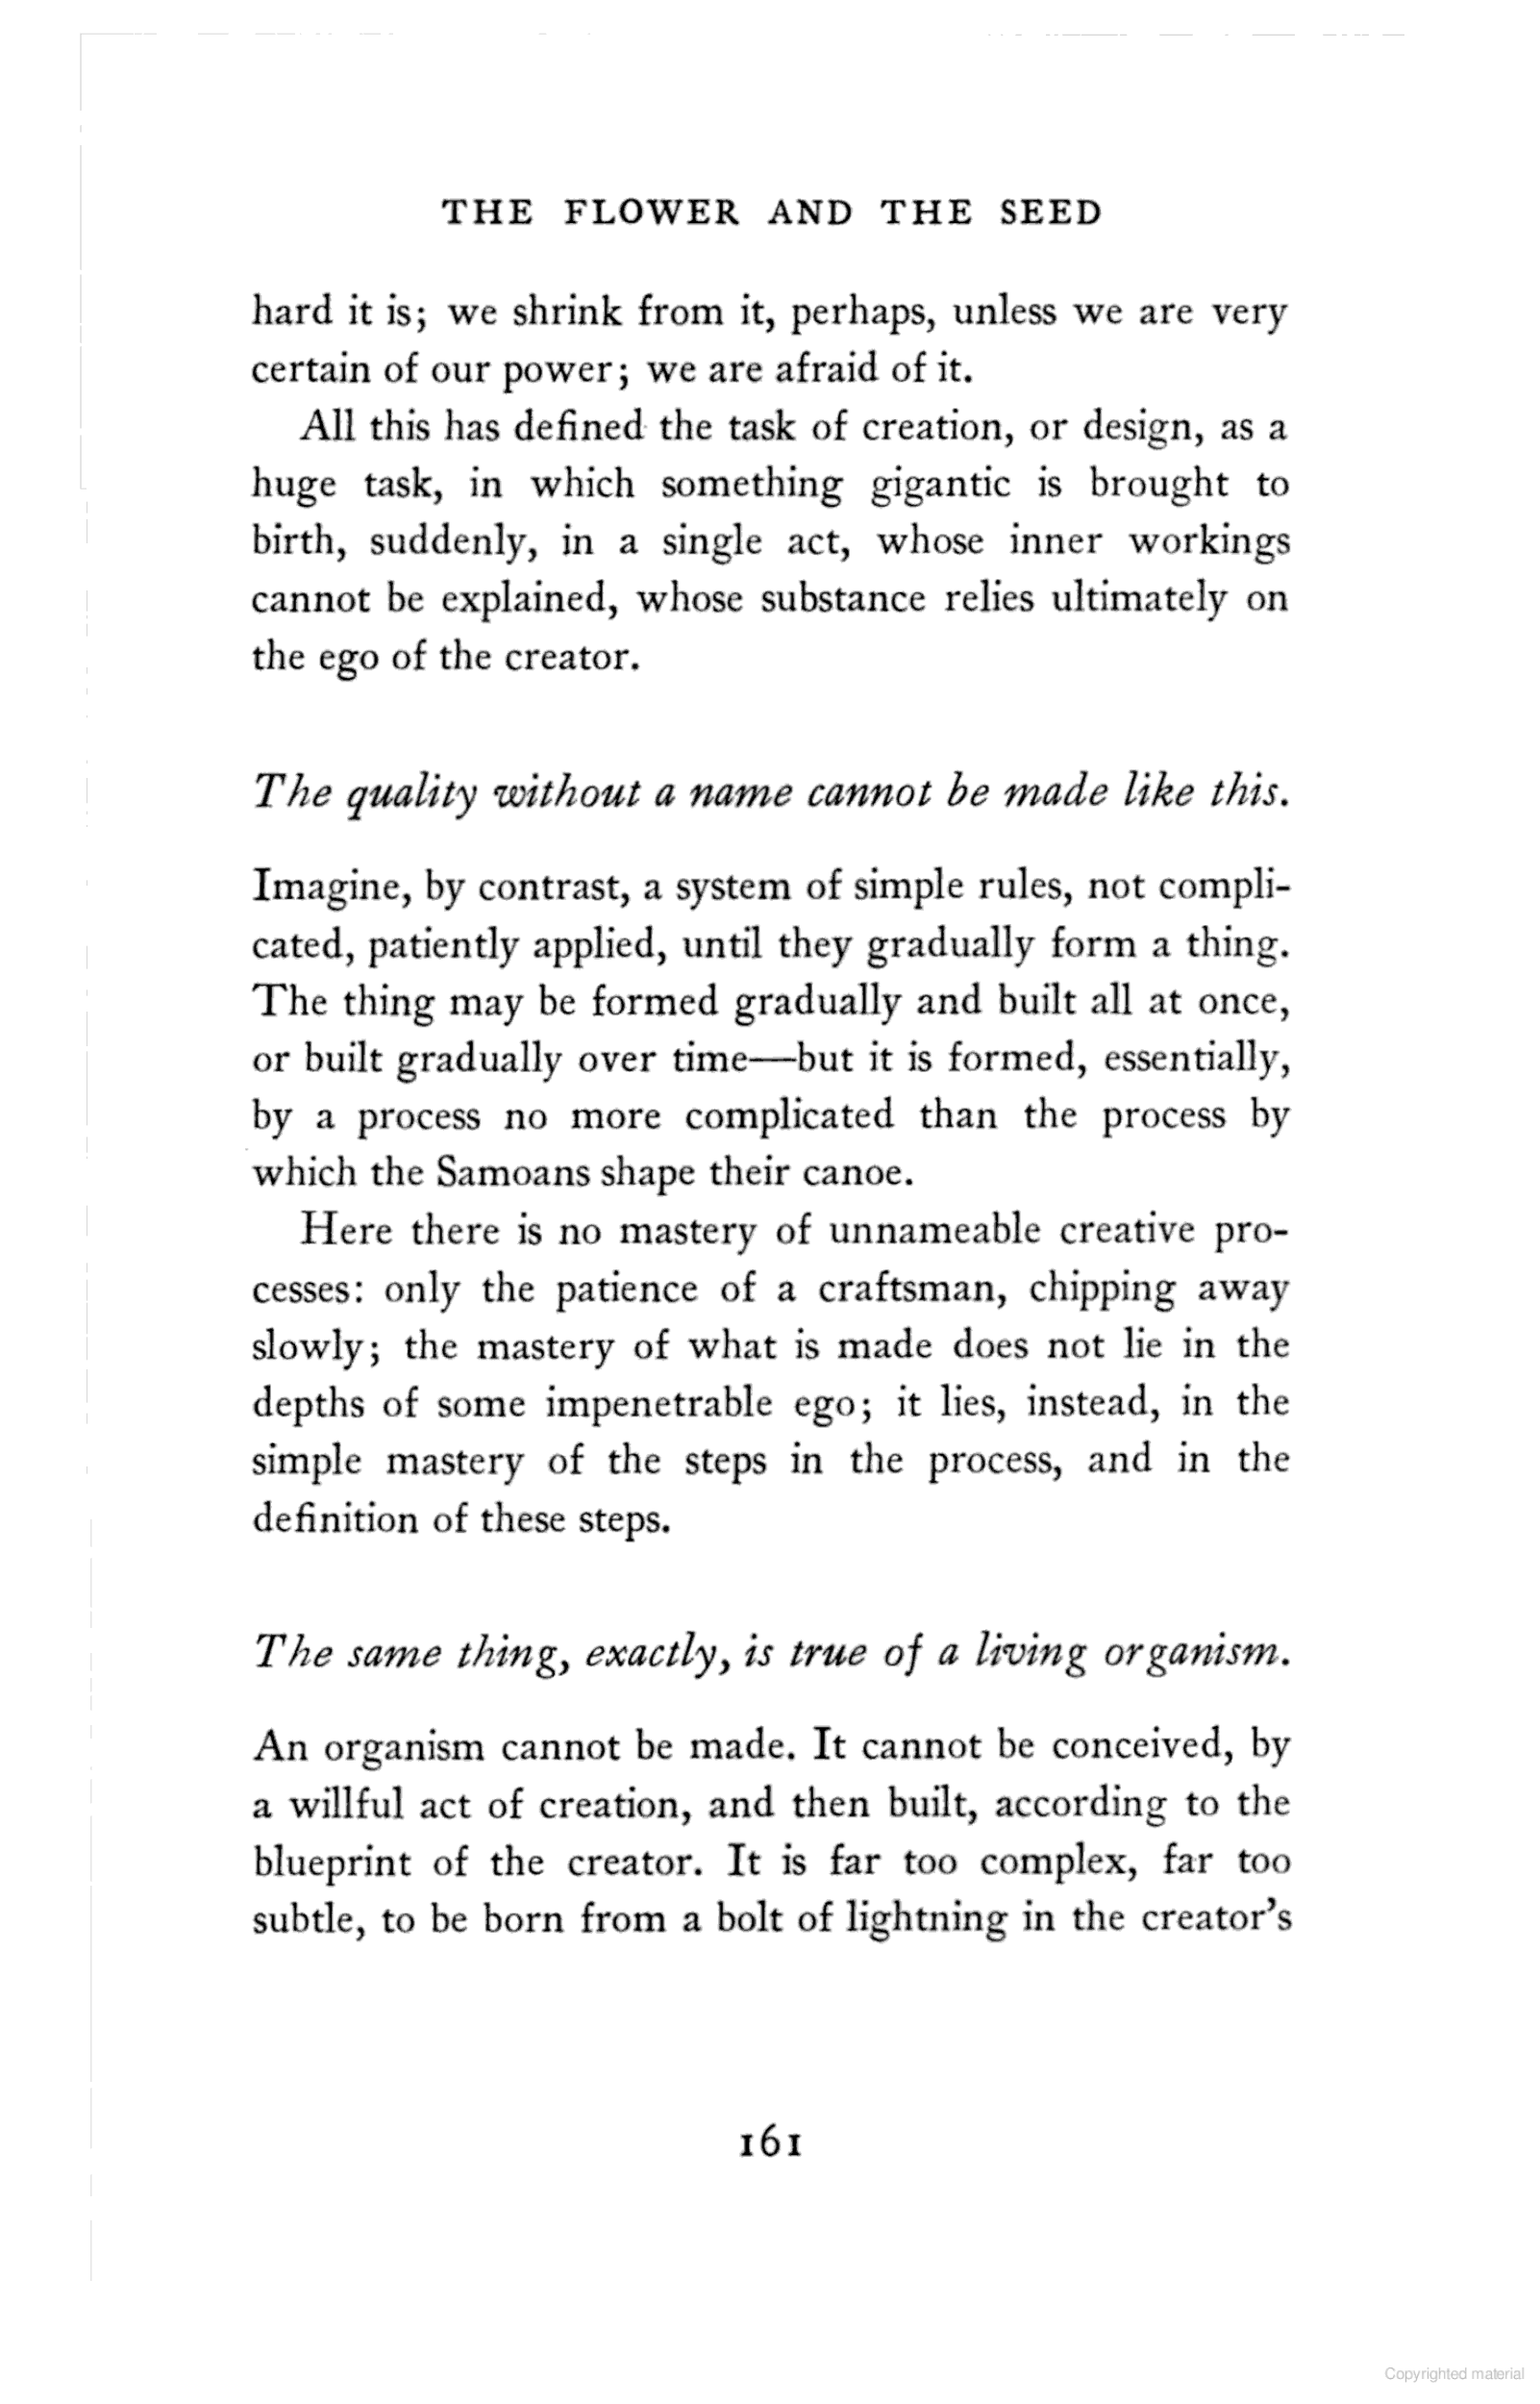 THE FLOWER AND THE SEED
hard it is; we shrink from it, perhaps, unless we are very
certain of our power; we are afraid of it.
All this has defined the task of creation, or design, as a
huge task, in which something gigantic is brought to
birth, suddenly, in a single act, whose inner workings
cannot be explained, whose substance relies ultimately on
the ego of the creator.
The quality without a name cannot be made like this.
Imagine, by contrast, a system of simple rules, not compli-
cated, patiently applied, until they gradually form a thing.
The thing may be formed gradually and built all at once,
or built gradually over time—but it is formed, essentially,
by a process no more complicated than the process by
which the Samoans shape their canoe.
Here there is no mastery of unnameable creative pro-
cesses: only the patience of a craftsman, chipping away
slowly; the mastery of what is made does not lie in the
depths of some impenetrable ego; it lies, instead, in the
simple mastery of the steps in the process, and in the
definition of these steps.
The same thing, exactly, is true of a living organism.
An organism cannot be made. It cannot be conceived, by
a willful act of creation, and then built, according to the
blueprint of the creator. It is far too complex, far too
subtle, to be born from a bolt of lightning in the creator's
161
Copyrighted material